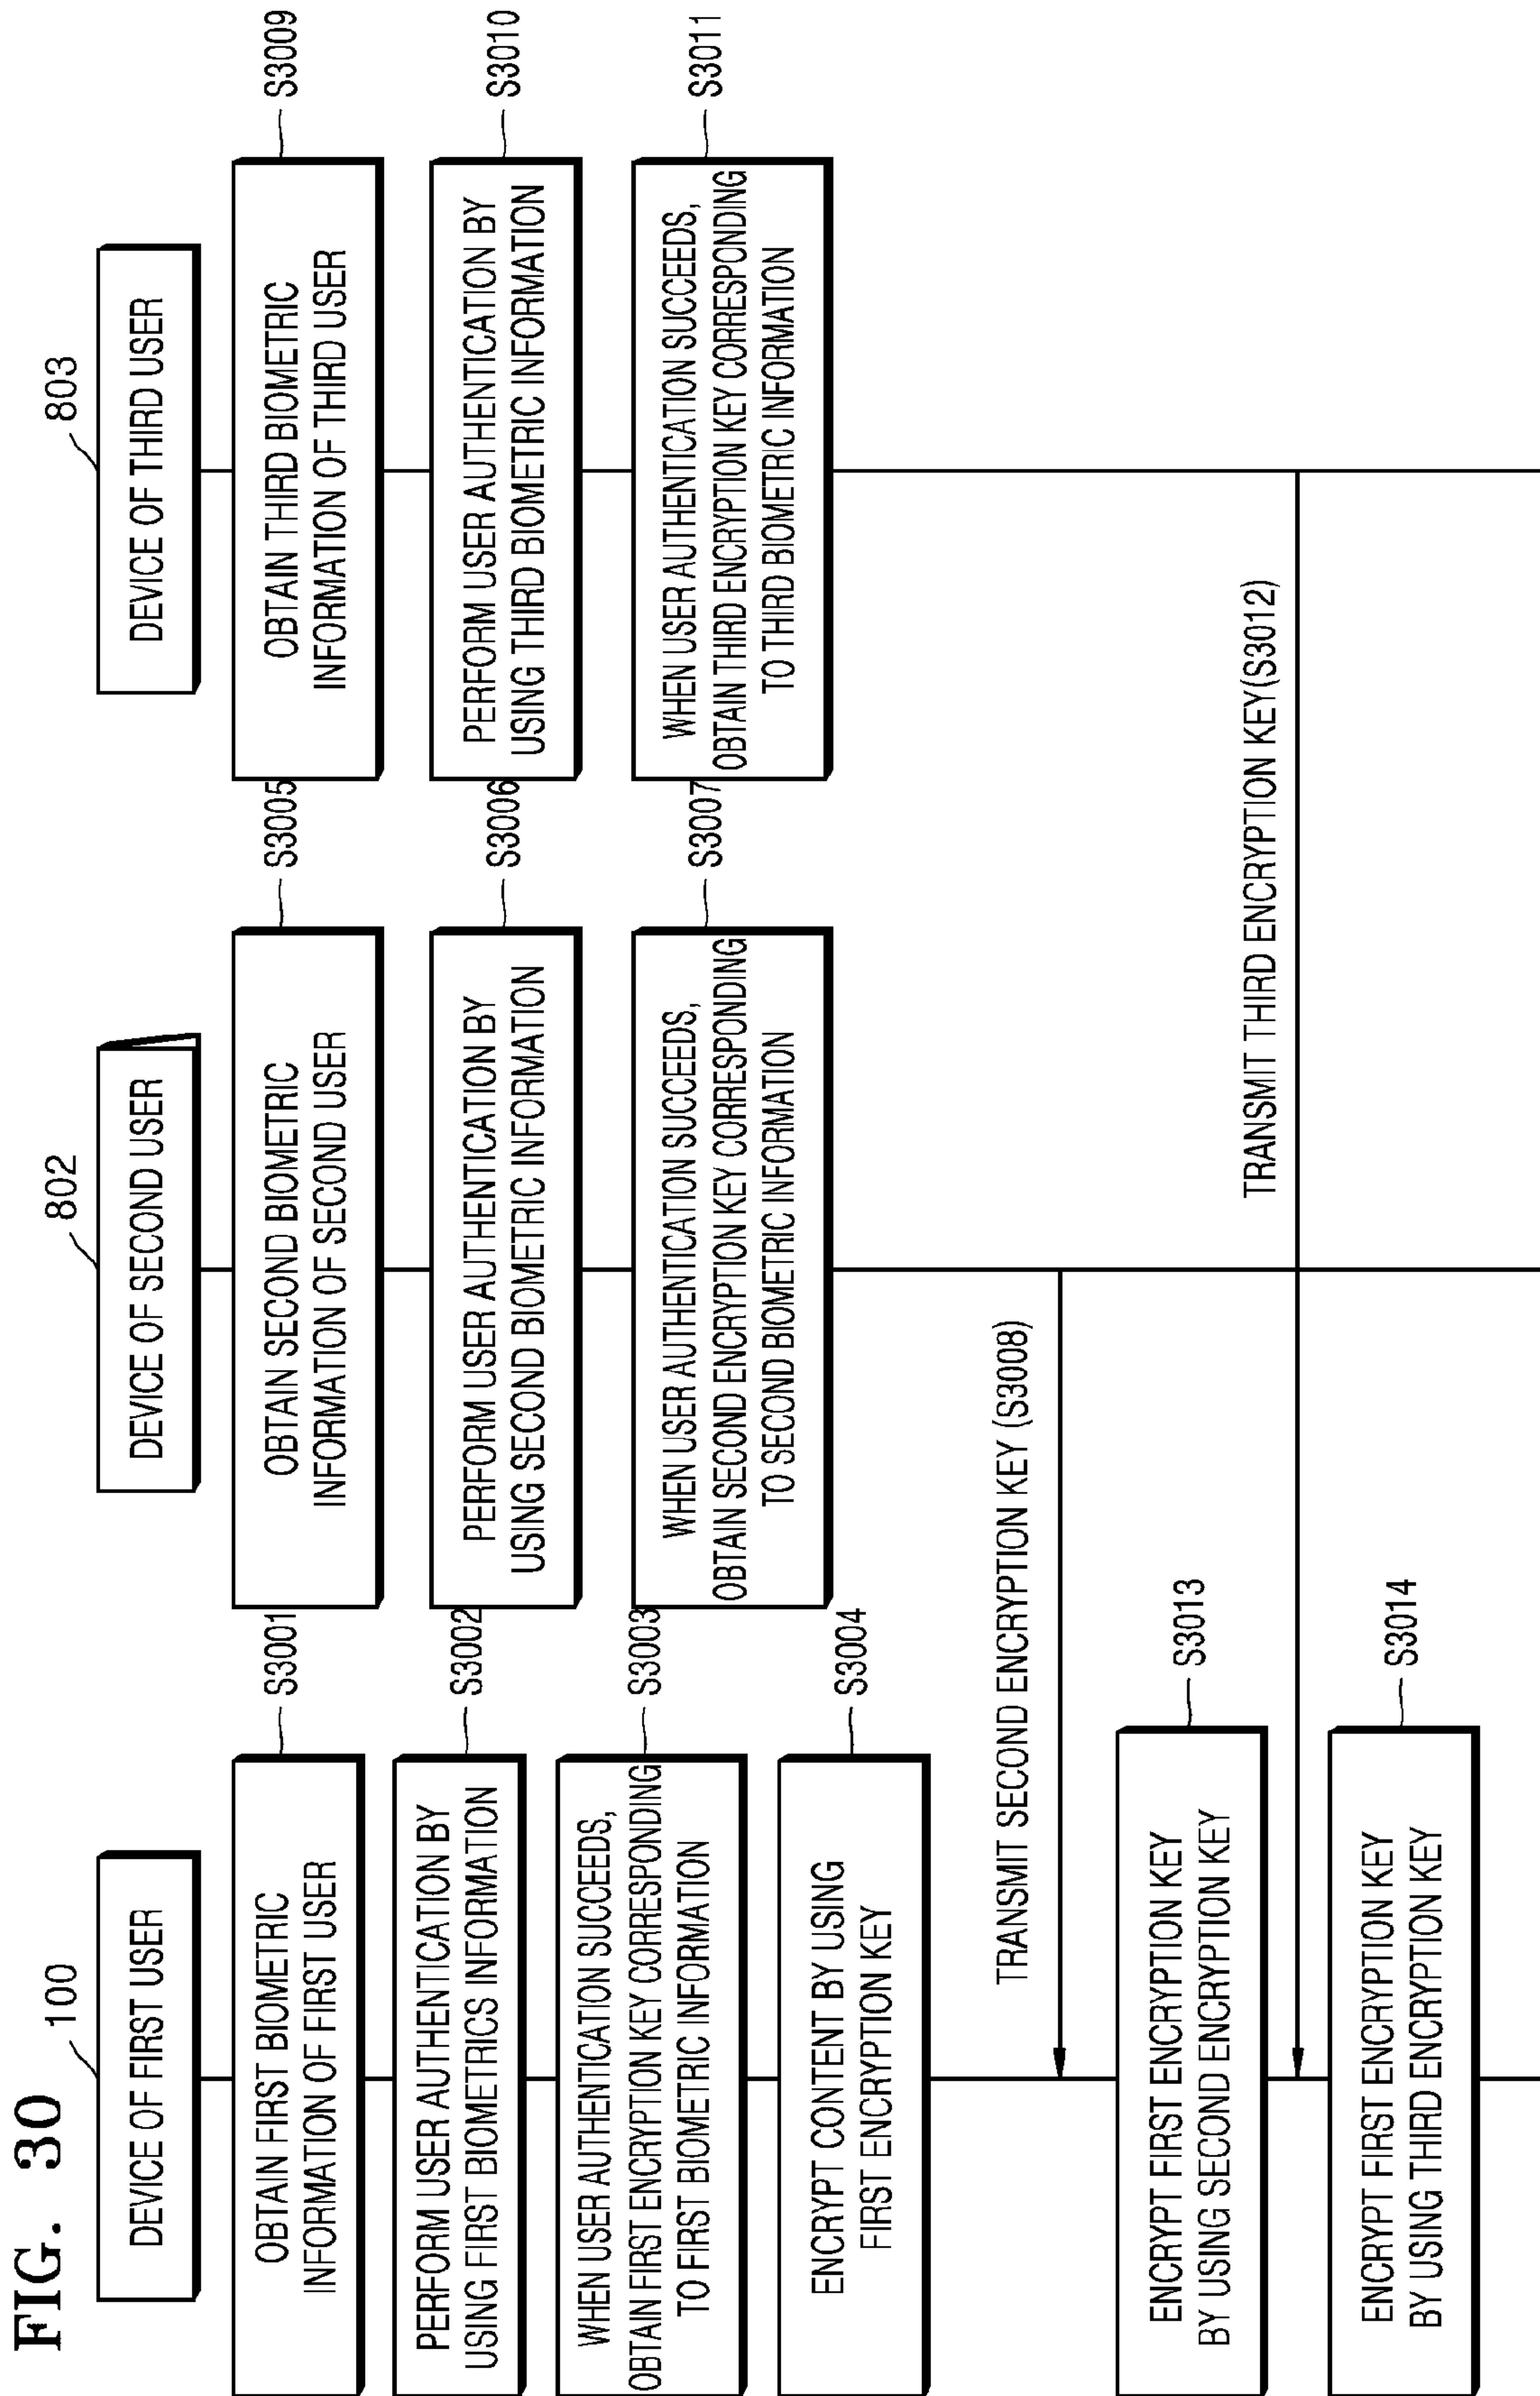 FIG. 30
100
DEVICE OF FIRST USER
802
DEVICE OF SECOND USER
803
DEVICE OF THIRD USER
OBTAIN FIRST BIOMETRIC
INFORMATION OF FIRST USER
S3001
PERFORM USER AUTHENTICATION BY
USING FIRST BIOMETRICS INFORMATION
S3002
WHEN USER AUTHENTICATION SUCCEEDS,
OBTAIN FIRST ENCRYPTION KEY CORRESPONDING
TO FIRST BIOMETRIC INFORMATION
S3003
ENCRYPT CONTENT BY USING
FIRST ENCRYPTION KEY
S3004
OBTAIN SECOND BIOMETRIC
INFORMATION OF SECOND USER
S3005
PERFORM USER AUTHENTICATION BY
USING SECOND BIOMETRIC INFORMATION
S3006
WHEN USER AUTHENTICATION SUCCEEDS,
OBTAIN SECOND ENCRYPTION KEY CORRESPONDING
TO SECOND BIOMETRIC INFORMATION
S3007
OBTAIN THIRD BIOMETRIC
INFORMATION OF THIRD USER
S3009
PERFORM USER AUTHENTICATION BY
USING THIRD BIOMETRIC INFORMATION
S3010
WHEN USER AUTHENTICATION SUCCEEDS,
OBTAIN THIRD ENCRYPTION KEY CORRESPONDING
TO THIRD BIOMETRIC INFORMATION
S3011
TRANSMIT SECOND ENCRYPTION KEY (S3008)
ENCRYPT FIRST ENCRYPTION KEY
BY USING SECOND ENCRYPTION KEY
S3013
TRANSMIT THIRD ENCRYPTION KEY(S3012)
ENCRYPT FIRST ENCRYPTION KEY
BY USING THIRD ENCRYPTION KEY
S3014